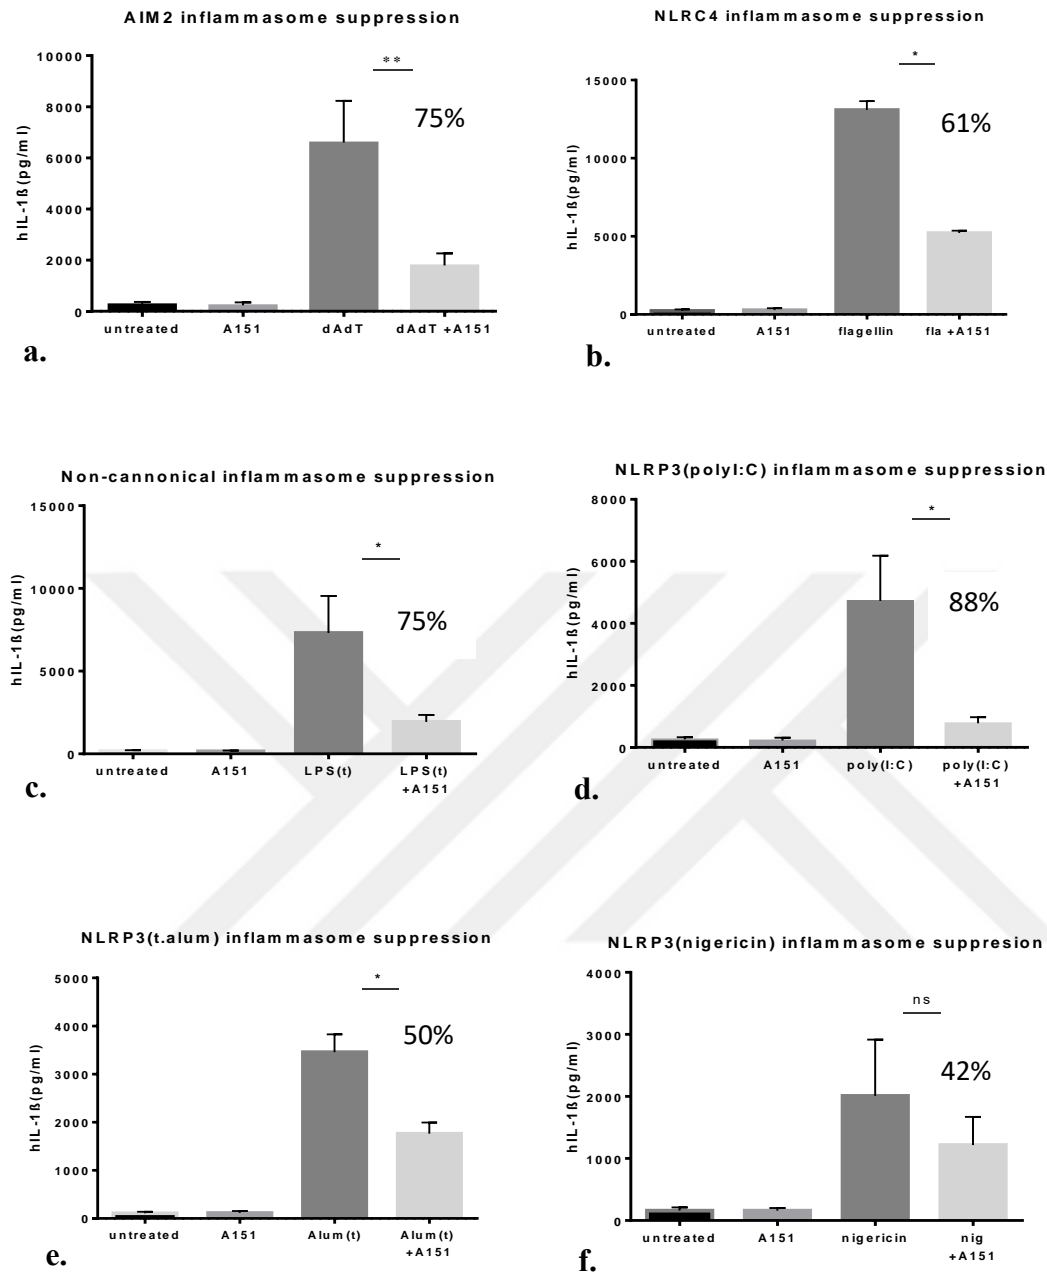 AIM2 inflammasome suppression
10000
8000
6000
4000
2000
0
hIL-1ß(pg/ml)
**
75%
untreated A151 dAdT dAdT+A151
a.
NLRC4 inflammasome suppression
15000
10000
5000
0
hIL-1ß(pg/ml)
*
61%
untreated A151 flagellin fla+A151
b.
Non-cannonical inflammasome suppression
15000
10000
5000
0
hIL-1ß(pg/ml)
*
75%
untreated A151 LPS(t) LPS(t)
+A151
c.
NLRP3(polyI:C) inflammasome suppression
8000
6000
4000
2000
0
hIL-1ß(pg/ml)
*
88%
untreated A151 poly(I:C) poly(I:C)
+A151
d.
NLRP3(t.alum) inflammasome suppression
5000
4000
3000
2000
1000
0
hIL-1ß(pg/ml)
*
50%
untreated A151 Alum(t) Alum(t)
+A151
e.
NLRP3(nigericin) inflammasome suppresion
4000
3000
2000
1000
0
hIL-1ß(pg/ml)
ns
42%
untreated A151 nigericin nig
+A151
f.